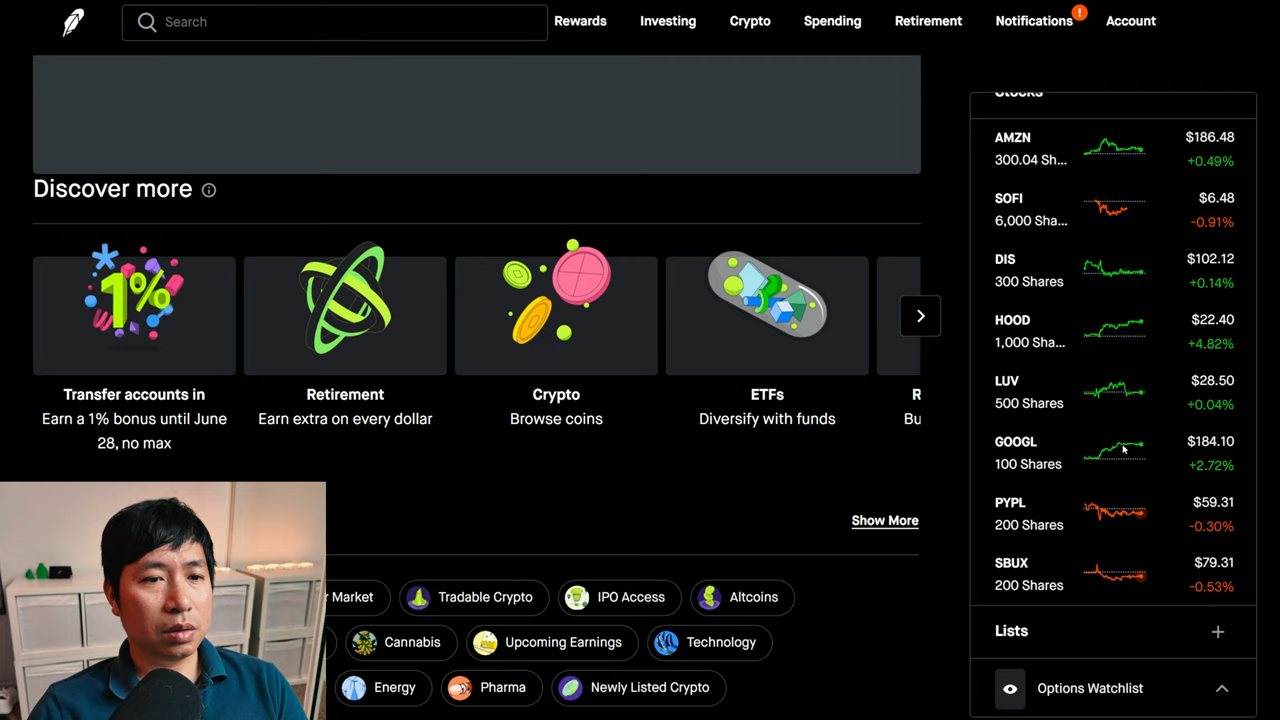 Search
Rewards
Investing
Crypto
Spending
Retirement
Notifications
!
Account
Discover more
1%
Transfer accounts in
Earn a 1% bonus until June
28, no max
Retirement
Earn extra on every dollar
Crypto
Browse coins
ETFs
Diversify with funds
R
Bu
Show More
r Market
Tradable Crypto
IPO Access
Altcoins
Cannabis
Upcoming Earnings
Technology
Energy
Pharma
Newly Listed Crypto
Stocks
AMZN
$186.48
300.04 Sh...
+0.49%
SOFI
$6.48
6,000 Sha...
-0.91%
DIS
$102.12
300 Shares
+0.14%
HOOD
$22.40
1,000 Sha...
+4.82%
LUV
$28.50
500 Shares
+0.04%
GOOGL
$184.10
100 Shares
+2.72%
PYPL
$59.31
200 Shares
-0.30%
SBUX
$79.31
200 Shares
-0.53%
Lists
Options Watchlist